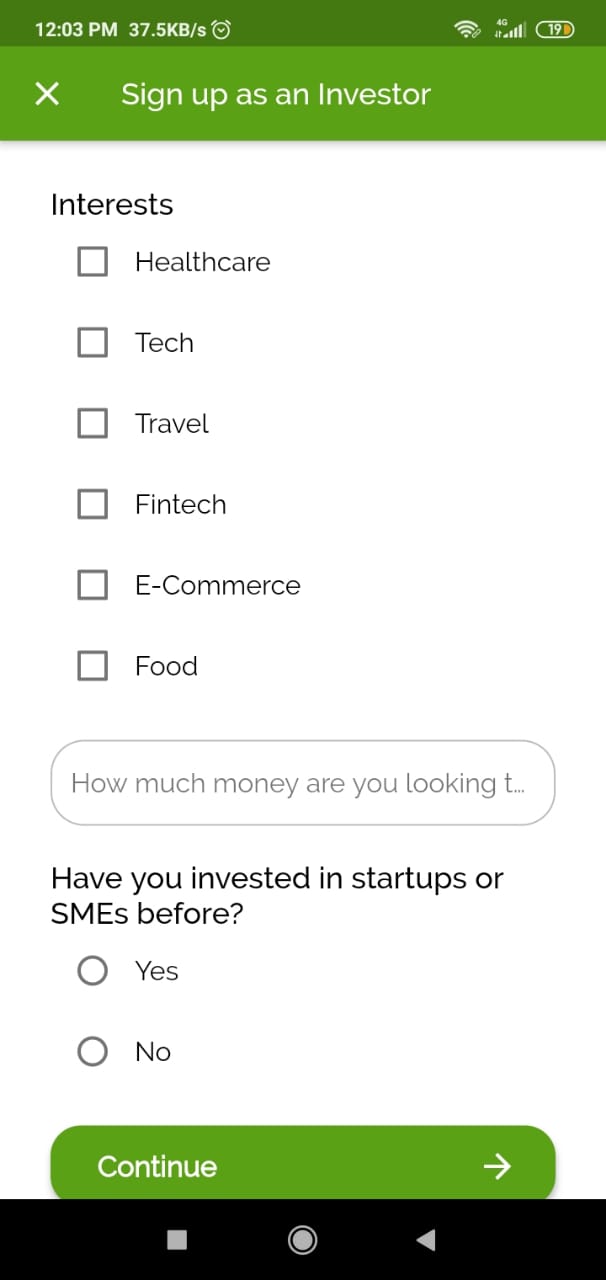 12:03 PM 37.5KB/s 4G 19
Sign up as an Investor
Interests
Healthcare
Tech
Travel
Fintech
E-Commerce
Food
How much money are you looking t...
Have you invested in startups or
SMEs before?
Yes
No
Continue